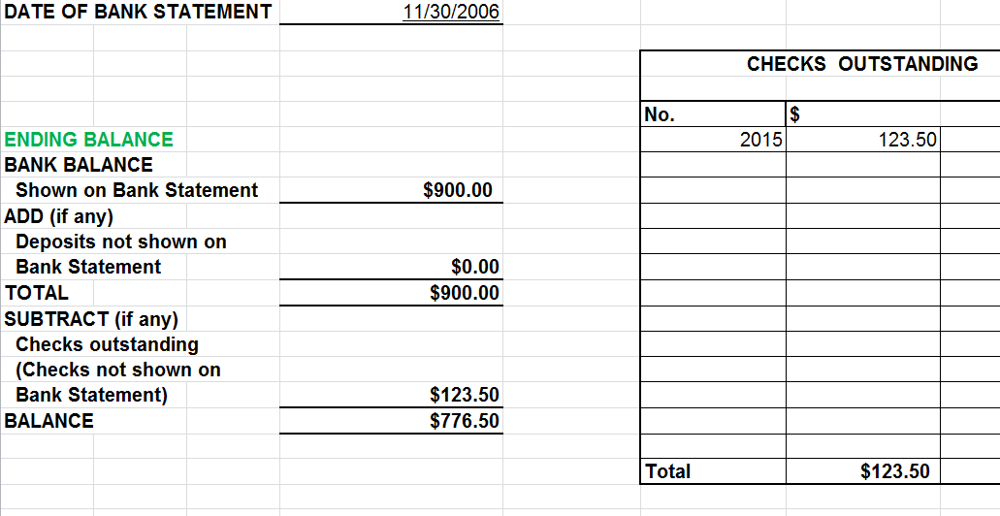 DATE OF BANK STATEMENT 11/30/2006
CHECKS OUTSTANDING
No. $
ENDING BALANCE 2015 123.50
BANK BALANCE
Shown on Bank Statement $900.00
ADD (if any)
Deposits not shown on
Bank Statement $0.00
TOTAL $900.00
SUBTRACT (if any)
Checks outstanding
(Checks not shown on
Bank Statement) $123.50
BALANCE $776.50
Total $123.50